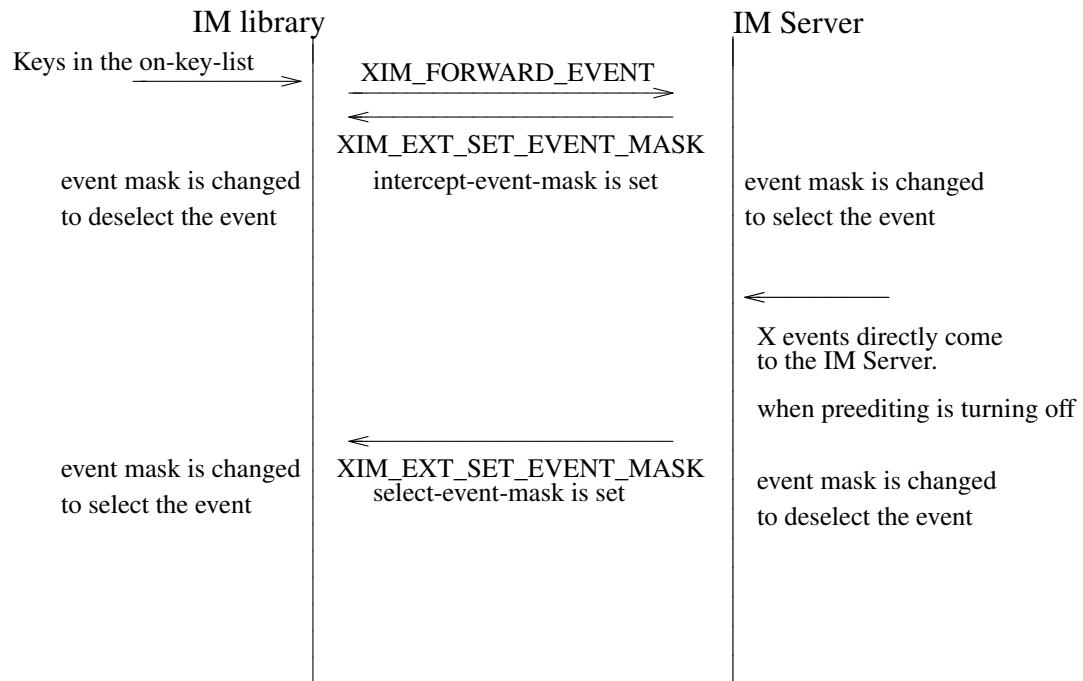 IM library
IM Server
Keys in the on-key-list
XIM_FORWARD_EVENT
XIM_EXT_SET_EVENT_MASK
intercept-event-mask is set
event mask is changed
to deselect the event
event mask is changed
to select the event
X events directly come
to the IM Server.
when preediting is turning off
XIM_EXT_SET_EVENT_MASK
select-event-mask is set
event mask is changed
to select the event
event mask is changed
to deselect the event